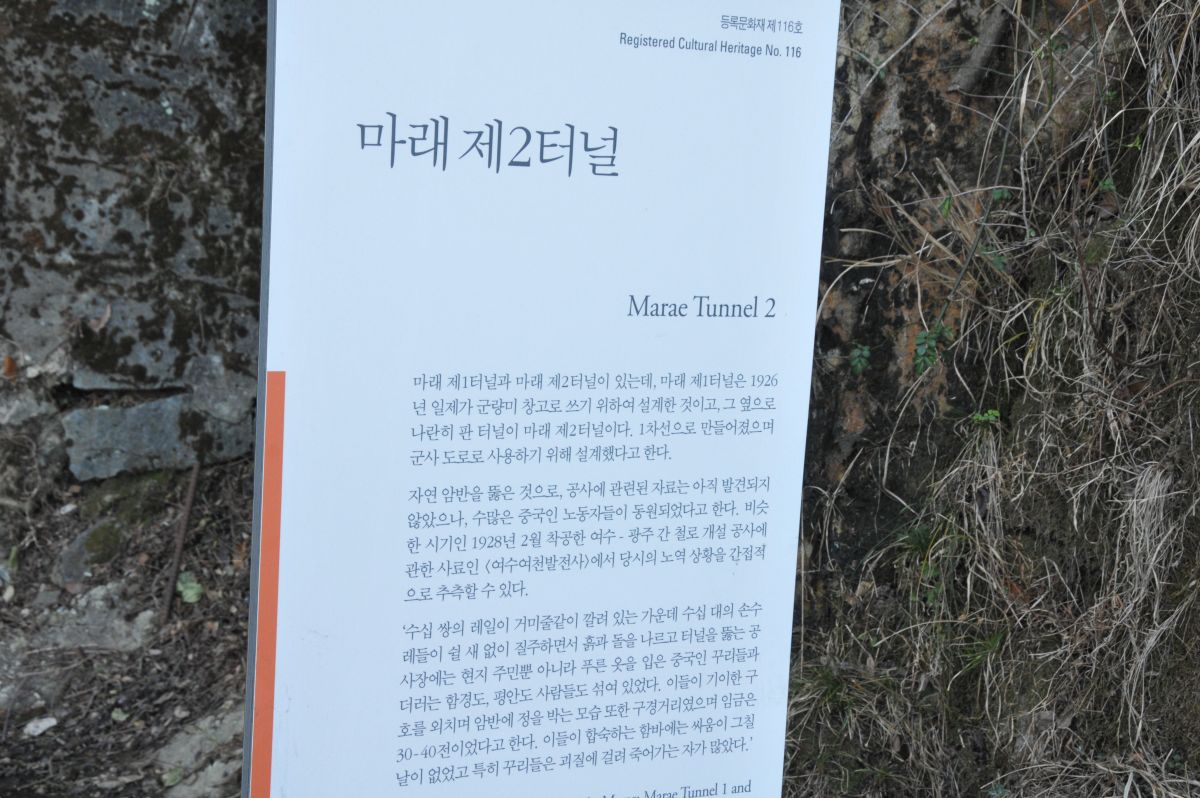 등록문화재 제116호
Registered Cultural Heritage No. 116
마래 제2터널
Marae Tunnel 2
마래 제1터널과 마래 제2터널이 있는데, 마래 제1터널은 1926
년 일제가 군량미 창고로 쓰기 위하여 설계한 것이고, 그 옆으로
나란히 판 터널이 마래 제2터널이다. 1차선으로 만들어졌으며
군사 도로로 사용하기 위해 설계했다고 한다.
자연 암반을 뚫은 것으로, 공사에 관련된 자료는 아직 발견되지
않았으나, 수많은 중국인 노동자들이 동원되었다고 한다. 비슷
한 시기인 1928년 2월 착공한 여수 - 광주 간 철로 개설 공사에
관한 사료인 〈여수여천발전사〉에서 당시의 노역 상황을 간접적
으로 추측할 수 있다.
‘수십 쌍의 레일이 거미줄같이 깔려 있는 가운데 수십 대의 손수
레들이 쉴 새 없이 질주하면서 흙과 돌을 나르고 터널을 뚫는 공
사장에는 현지 주민뿐 아니라 푸른 옷을 입은 중국인 꾸리들과
더러는 함경도, 평안도 사람들도 섞여 있었다. 이들이 기이한 구
호를 외치며 암반에 정을 박는 모습 또한 구경거리였으며 임금은
30-40전이었다고 한다. 이들이 합숙하는 함바에는 싸움이 그칠
날이 없었고 특히 꾸리들은 괴질에 걸려 죽어가는 자가 많았다.’
Marae Tunnel 1 and